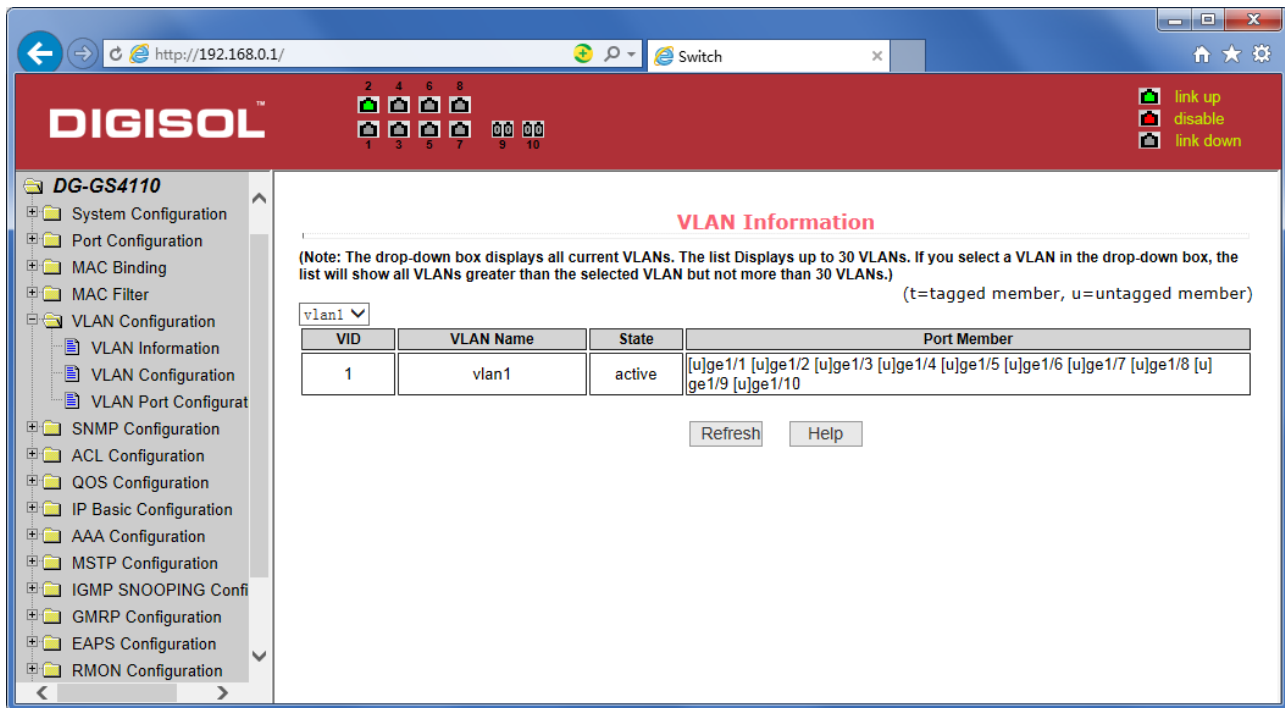 http://192.168.0.1/
Switch
DIGISOL™
2 4 6 8
1 3 5 7 9 10
link up
disable
link down
DG-GS4110
System Configuration
Port Configuration
MAC Binding
MAC Filter
VLAN Configuration
VLAN Information
VLAN Configuration
VLAN Port Configurat
SNMP Configuration
ACL Configuration
QOS Configuration
IP Basic Configuration
AAA Configuration
MSTP Configuration
IGMP SNOOPING Confi
GMRP Configuration
EAPS Configuration
RMON Configuration
VLAN Information
(Note: The drop-down box displays all current VLANs. The list Displays up to 30 VLANs. If you select a VLAN in the drop-down box, the
list will show all VLANs greater than the selected VLAN but not more than 30 VLANs.)
(t=tagged member, u=untagged member)
vlan1
VID VLAN Name State Port Member
1 vlan1 active [u]ge1/1 [u]ge1/2 [u]ge1/3 [u]ge1/4 [u]ge1/5 [u]ge1/6 [u]ge1/7 [u]ge1/8 [u]
ge1/9 [u]ge1/10
Refresh Help